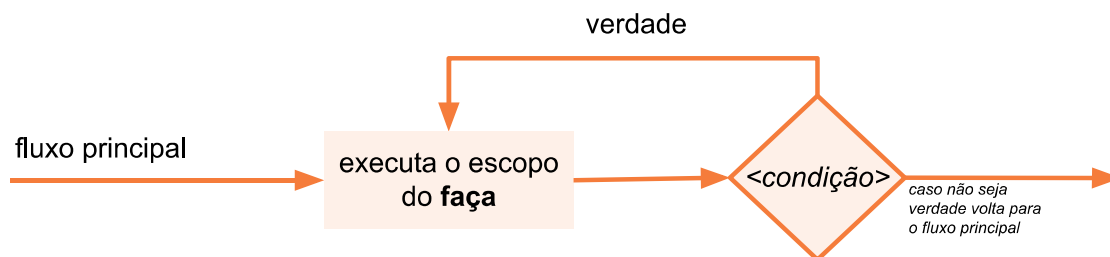 verdade
fluxo principal
executa o escopo
do faça
<condição>
caso não seja
verdade volta para
o fluxo principal